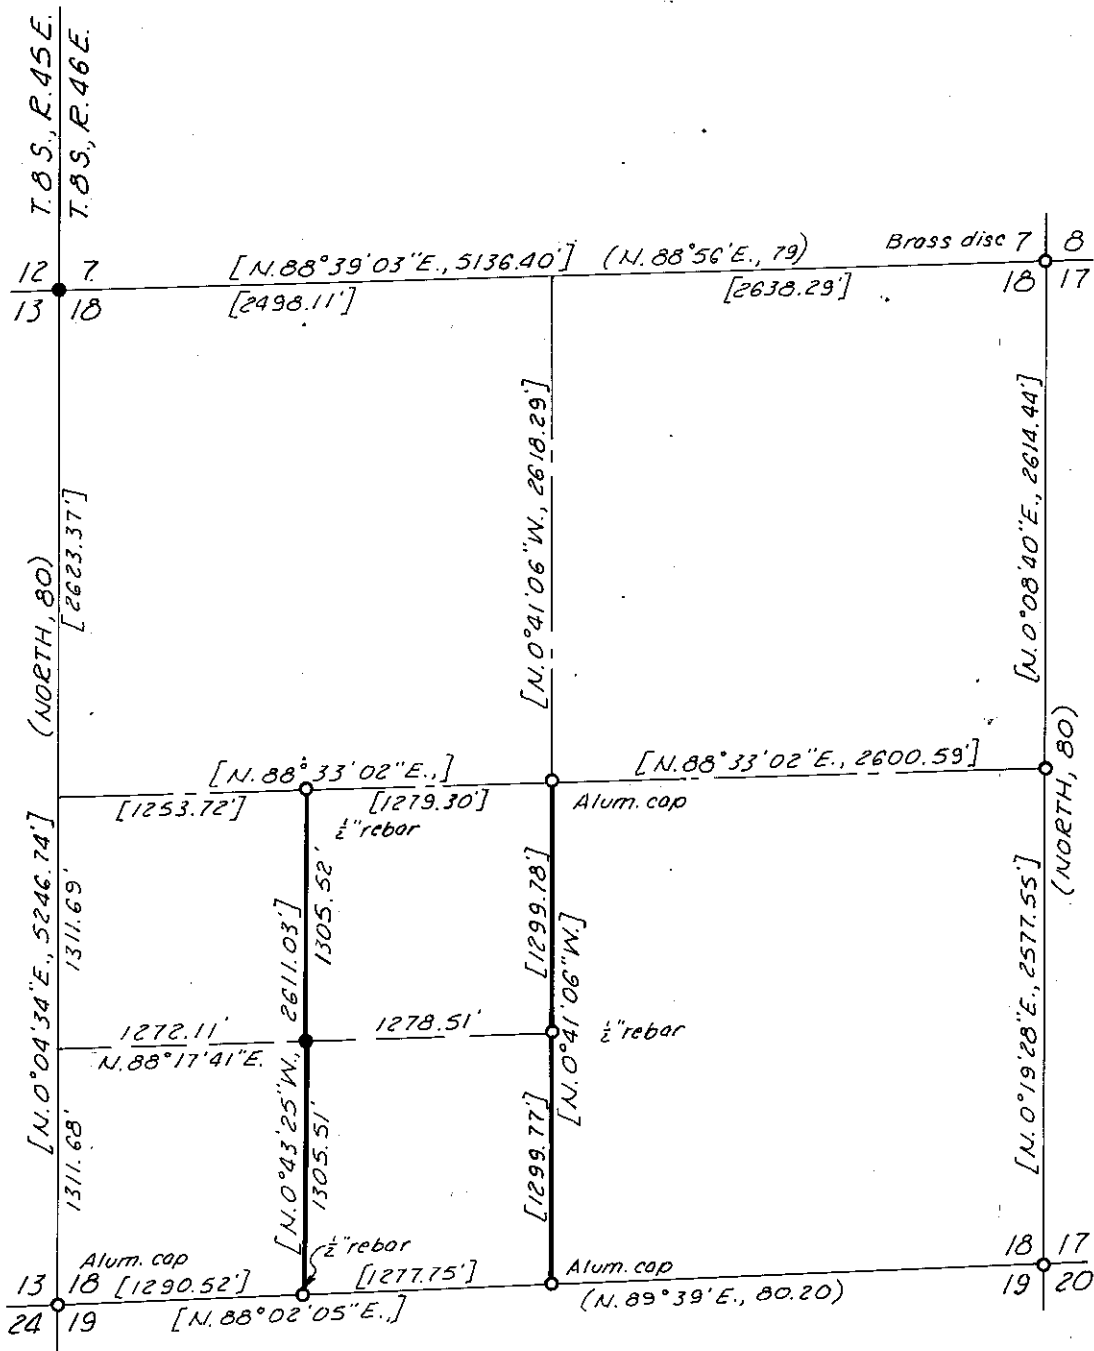 T.8 S., R.45 E.
T.8 S., R.46 E.
12 7
13 18
[N.88°39'03"E., 5136.40'] (N.88°56'E., 79)
[2498.11'] [2638.29']
Brass disc 7 8
18 17
(NORTH, 80)
[2623.37']
[N.0°41'06"W., 2618.29']
[N.0°08'40"E., 2614.44']
[N.88°33'02"E.,]
[1253.72'] [1279.30']
[N.88°33'02"E., 2600.59']
½" rebar
Alum. cap
(NORTH, 80)
[N.0°04'34"E., 5246.74']
1311.69'
1305.52'
[1299.78']
[N.0°43'25"W., 2611.03']
[N.0°41'06"W.]
1272.11' 1278.51'
N.88°17'41"E.
½" rebar
[N.0°19'28"E., 2577.55']
1311.68'
1305.51'
[1299.77']
½" rebar
Alum. cap
13 18 [1290.52'] [1277.75']
24 19 [N.88°02'05"E.,]
Alum. cap
(N.89°39'E., 80.20)
18 17
19 20